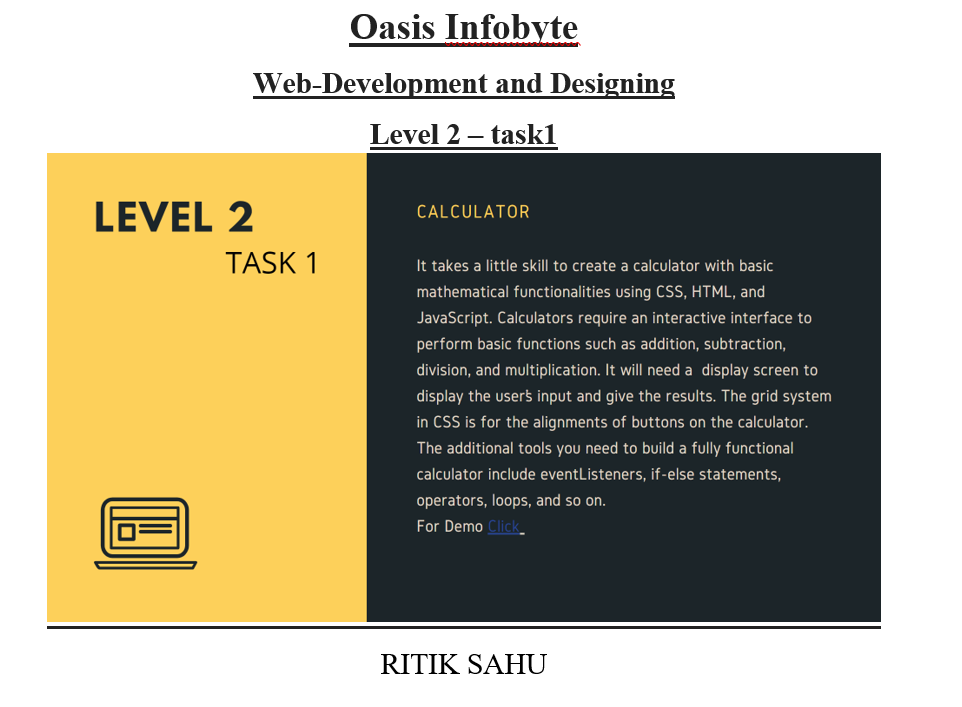 Oasis Infobyte
Web-Development and Designing
Level 2 – task1
LEVEL 2
TASK 1
CALCULATOR
It takes a little skill to create a calculator with basic
mathematical functionalities using CSS, HTML, and
JavaScript. Calculators require an interactive interface to
perform basic functions such as addition, subtraction,
division, and multiplication. It will need a  display screen to
display the user's input and give the results. The grid system
in CSS is for the alignments of buttons on the calculator.
The additional tools you need to build a fully functional
calculator include eventListeners, if-else statements,
operators, loops, and so on.
For Demo Click
RITIK SAHU